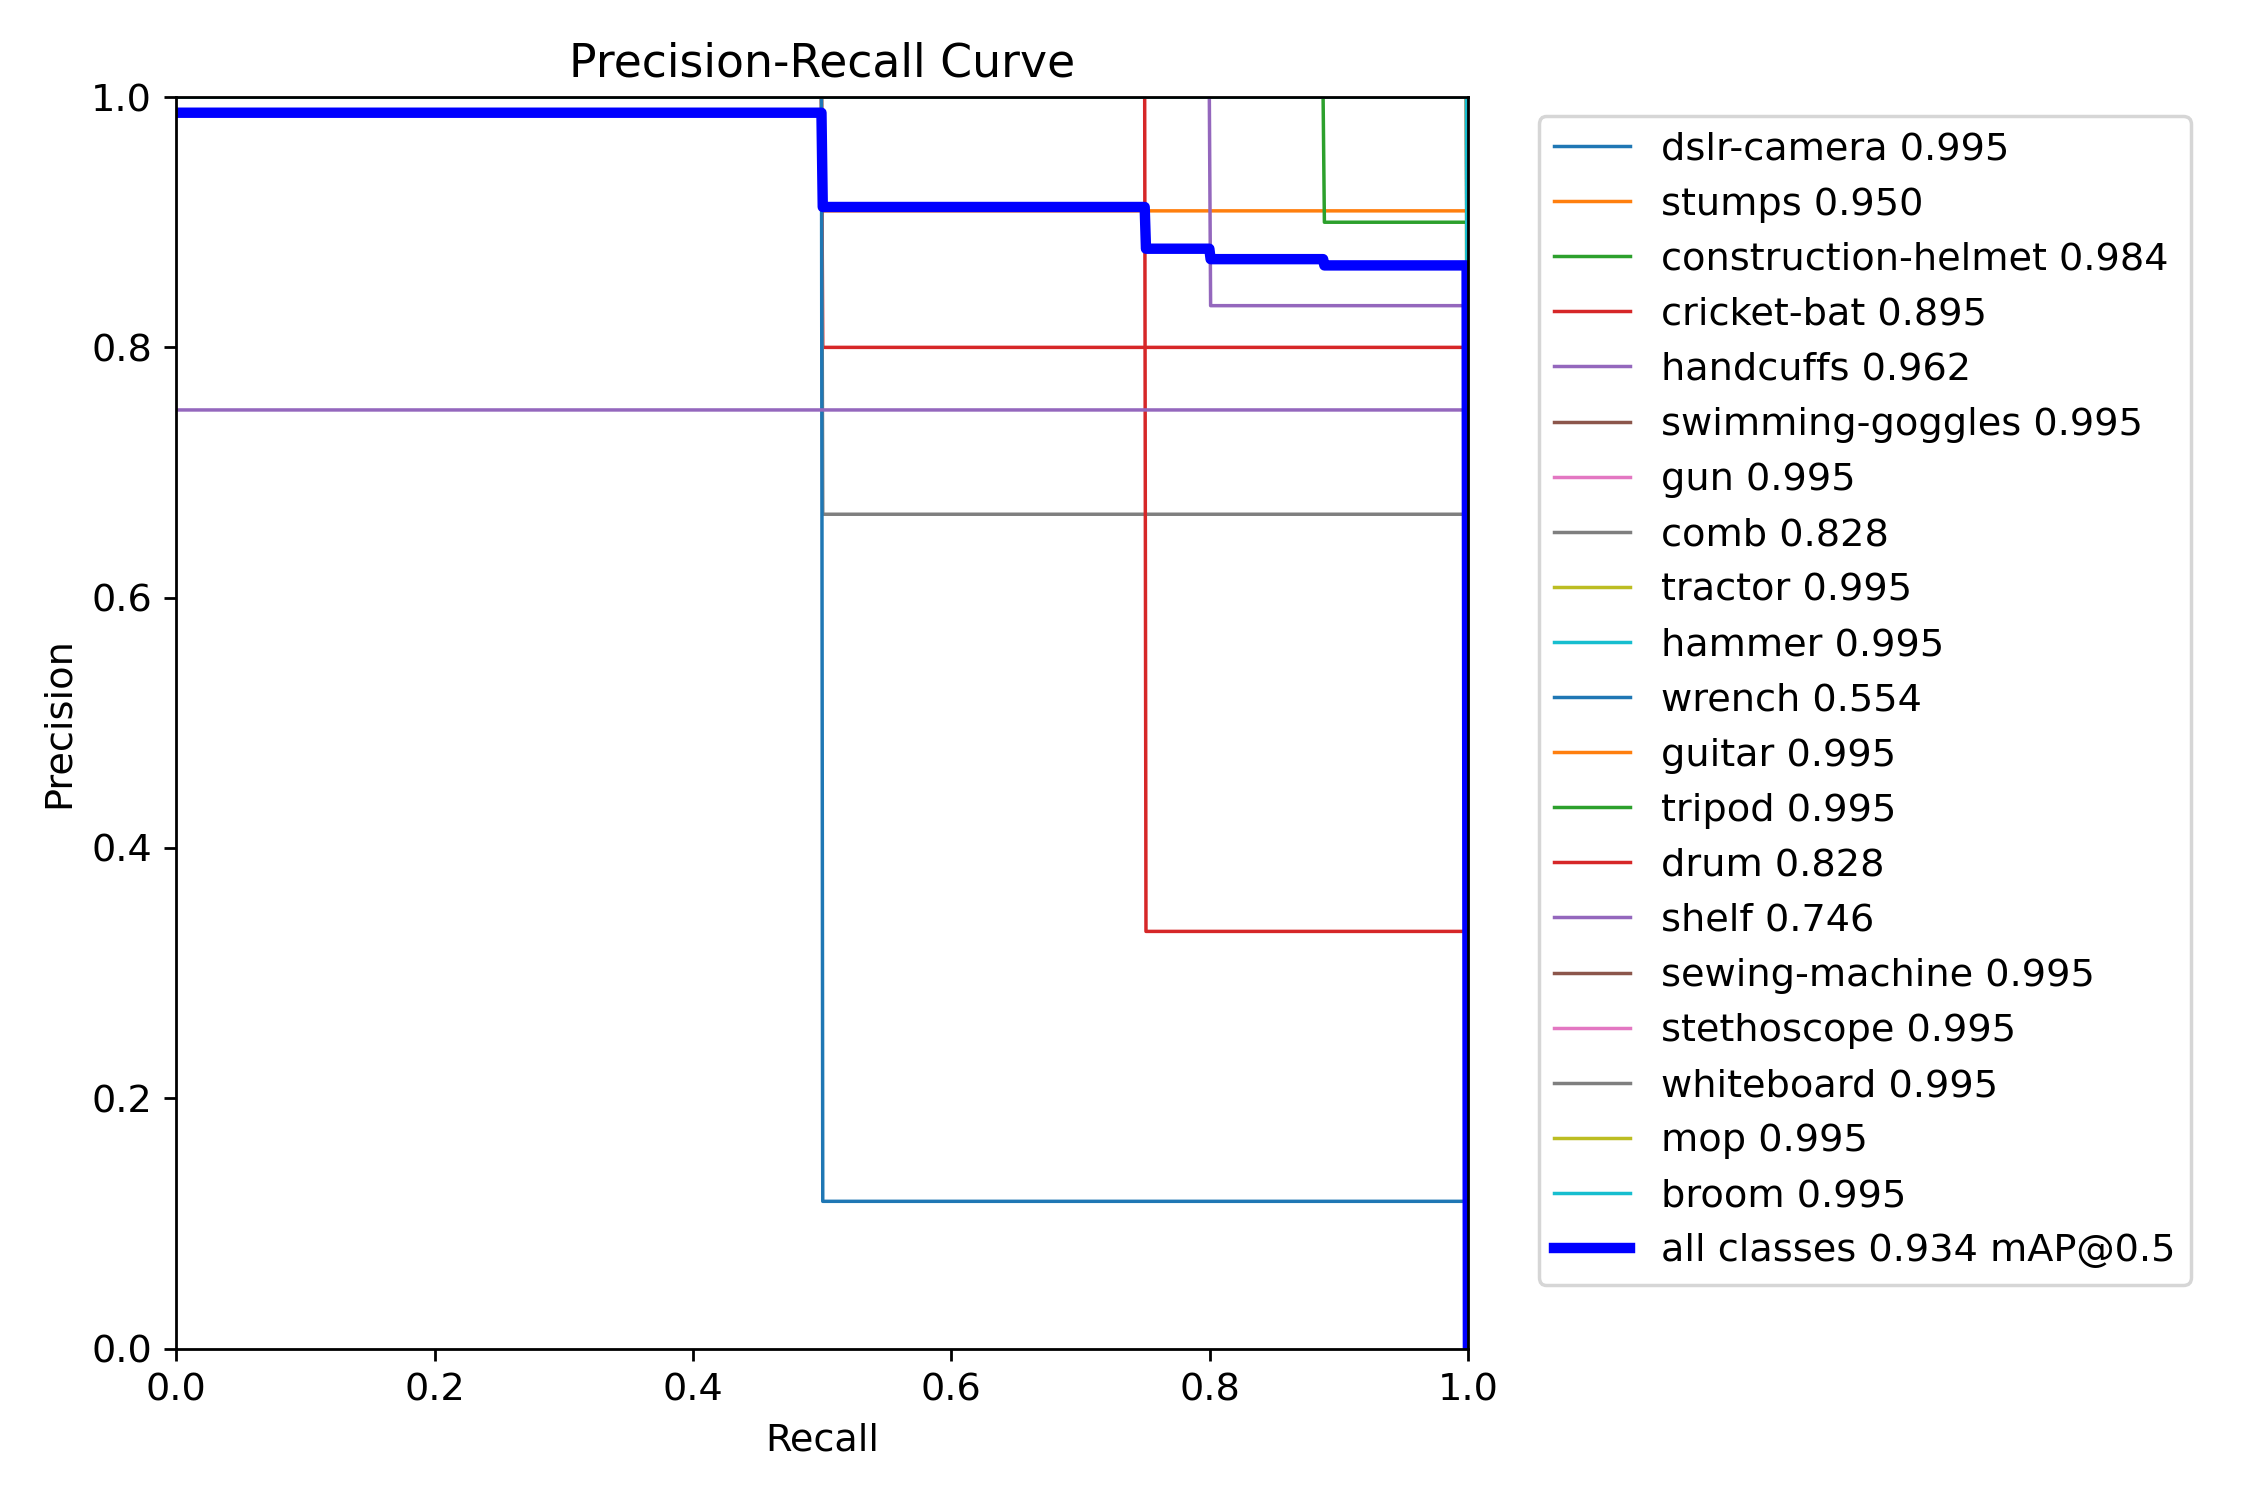 Precision-Recall Curve
1.0
0.8
0.6
0.4
0.2
0.0
Precision
0.0 0.2 0.4 0.6 0.8 1.0
Recall
dslr-camera 0.995
stumps 0.950
construction-helmet 0.984
cricket-bat 0.895
handcuffs 0.962
swimming-goggles 0.995
gun 0.995
comb 0.828
tractor 0.995
hammer 0.995
wrench 0.554
guitar 0.995
tripod 0.995
drum 0.828
shelf 0.746
sewing-machine 0.995
stethoscope 0.995
whiteboard 0.995
mop 0.995
broom 0.995
all classes 0.934 mAP@0.5